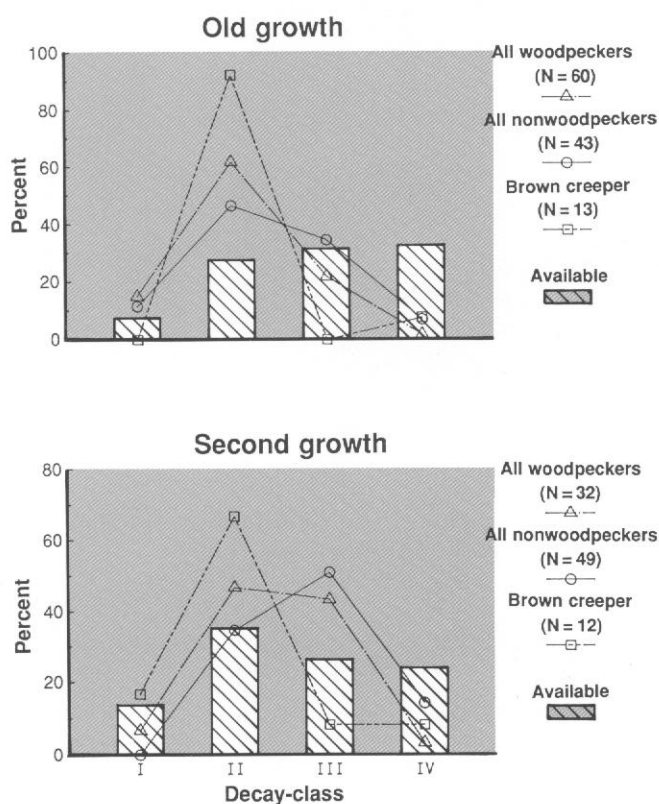 Old growth
Percent
100
80
60
40
20
0
All woodpeckers
(N = 60)
All nonwoodpeckers
(N = 43)
Brown creeper
(N = 13)
Available
Second growth
Percent
80
60
40
20
0
I II III IV
Decay-class
All woodpeckers
(N = 32)
All nonwoodpeckers
(N = 49)
Brown creeper
(N = 12)
Available